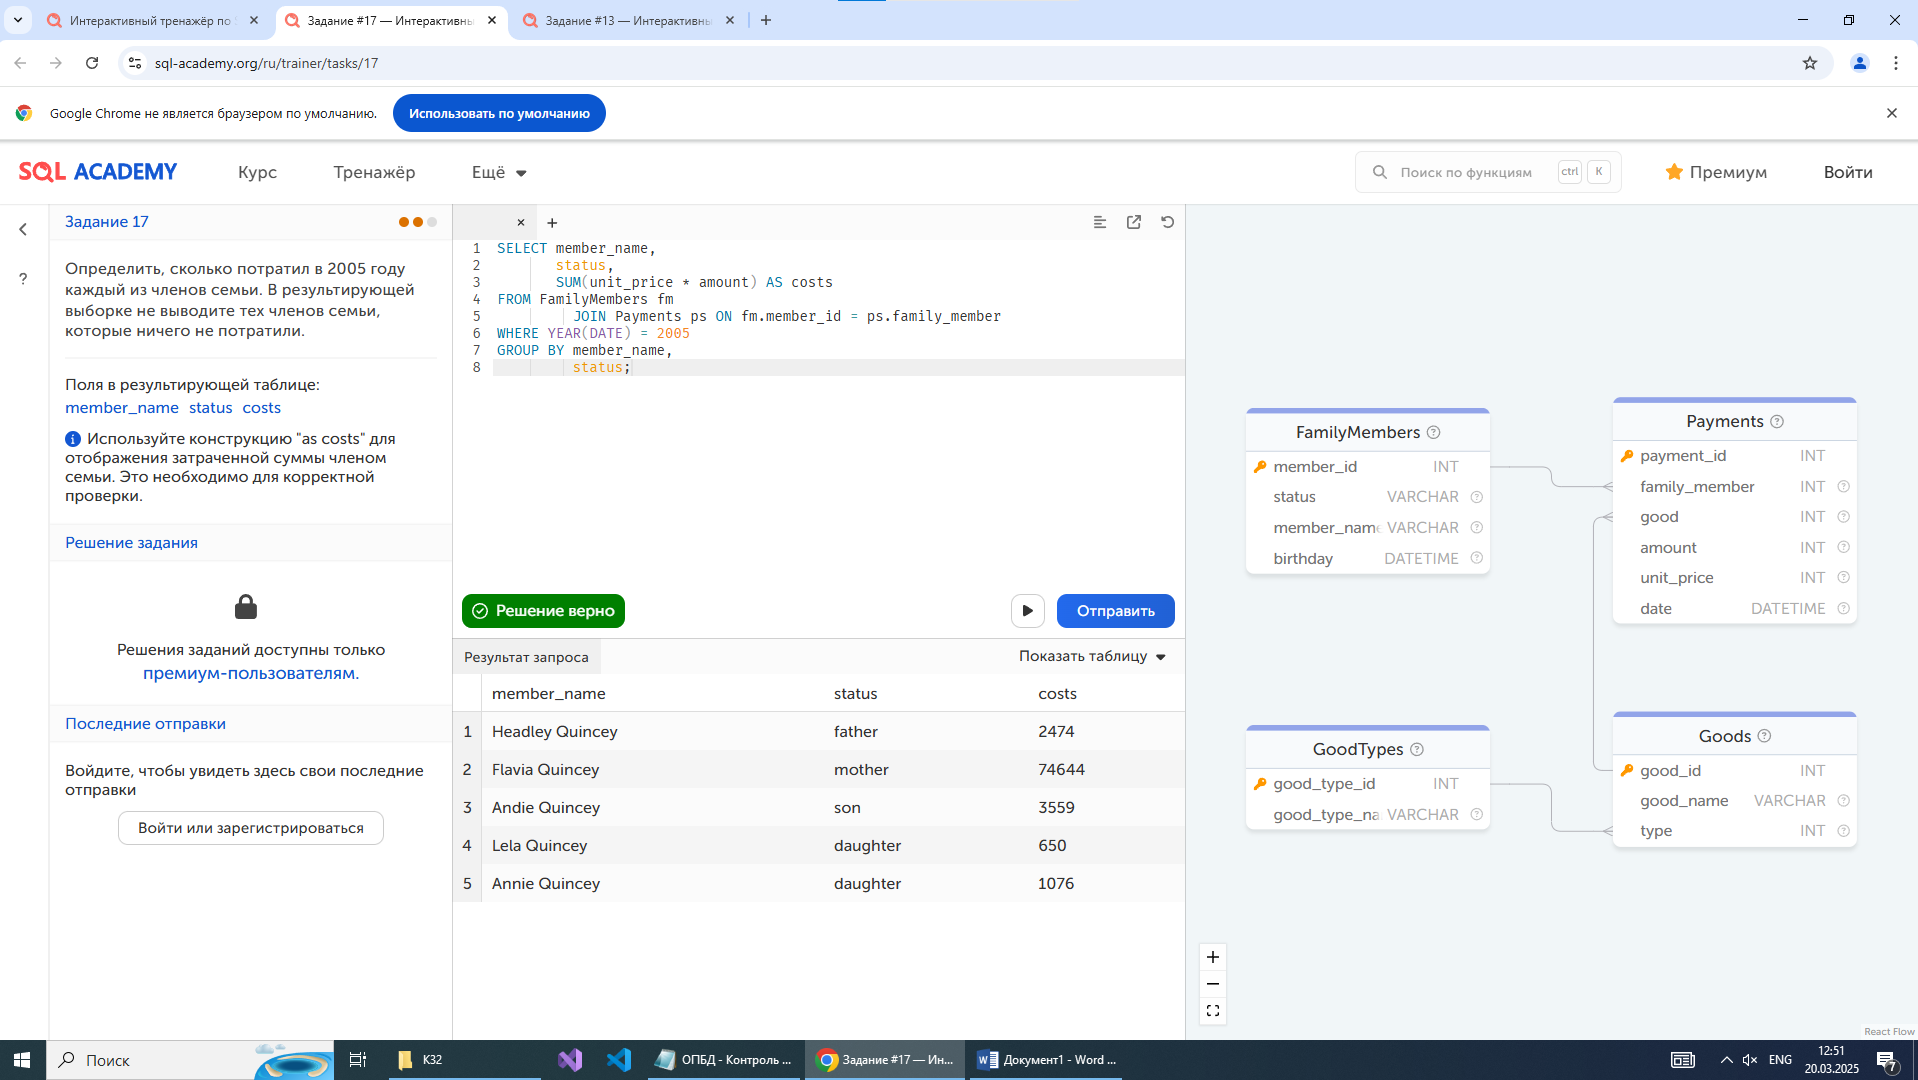 Интерактивный тренажёр по
Задание #17 — Интерактивны
Задание #13 — Интерактивны
sql-academy.org/ru/trainer/tasks/17
Google Chrome не является браузером по умолчанию.
Использовать по умолчанию
SQL ACADEMY
Курс
Тренажёр
Ещё
Поиск по функциям
ctrl
K
Премиум
Войти
Задание 17
Определить, сколько потратил в 2005 году
каждый из членов семьи. В результирующей
выборке не выводите тех членов семьи,
которые ничего не потратили.
Поля в результирующей таблице:
member_name status costs
Используйте конструкцию "as costs" для
отображения затраченной суммы членом
семьи. Это необходимо для корректной
проверки.
Решение задания
Решения заданий доступны только
премиум-пользователям.
Последние отправки
Войдите, чтобы увидеть здесь свои последние
отправки
Войти или зарегистрироваться
1 SELECT member_name,
2 status,
3 SUM(unit_price * amount) AS costs
4 FROM FamilyMembers fm
5 JOIN Payments ps ON fm.member_id = ps.family_member
6 WHERE YEAR(DATE) = 2005
7 GROUP BY member_name,
8 status;
Решение верно
Отправить
Результат запроса
Показать таблицу
member_name status costs
1 Headley Quincey father 2474
2 Flavia Quincey mother 74644
3 Andie Quincey son 3559
4 Lela Quincey daughter 650
5 Annie Quincey daughter 1076
FamilyMembers
member_id INT
status VARCHAR
member_name VARCHAR
birthday DATETIME
Payments
payment_id INT
family_member INT
good INT
amount INT
unit_price INT
date DATETIME
GoodTypes
good_type_id INT
good_type_na VARCHAR
Goods
good_id INT
good_name VARCHAR
type INT
React Flow
Поиск
К32
ОПБД - Контроль ...
Задание #17 — Ин...
Документ1 - Word ...
ENG
12:51
20.03.2025
7